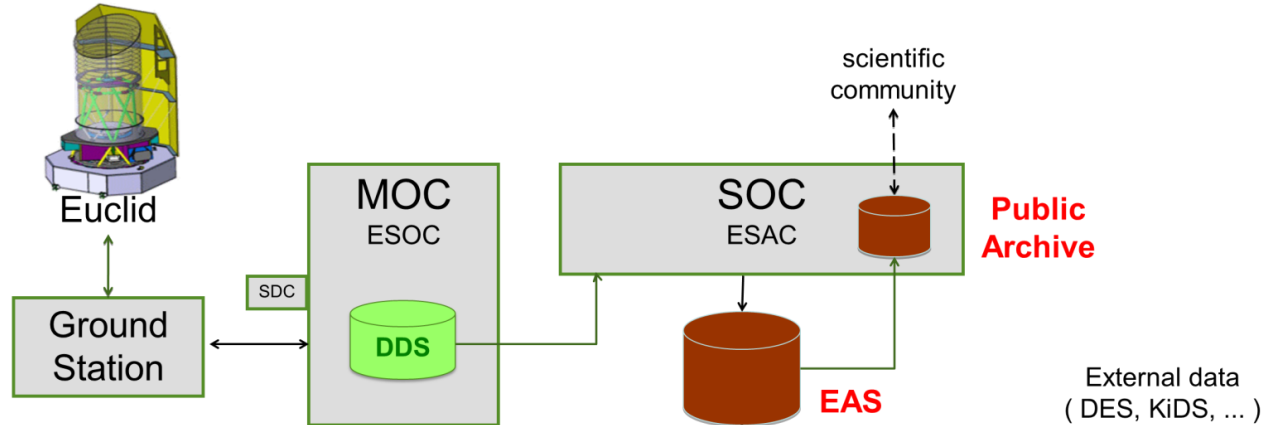 scientific
community
Euclid
MOC
ESOC
SOC
ESAC
Public
Archive
SDC
Ground
Station
DDS
EAS
External data
( DES, KiDS, ... )